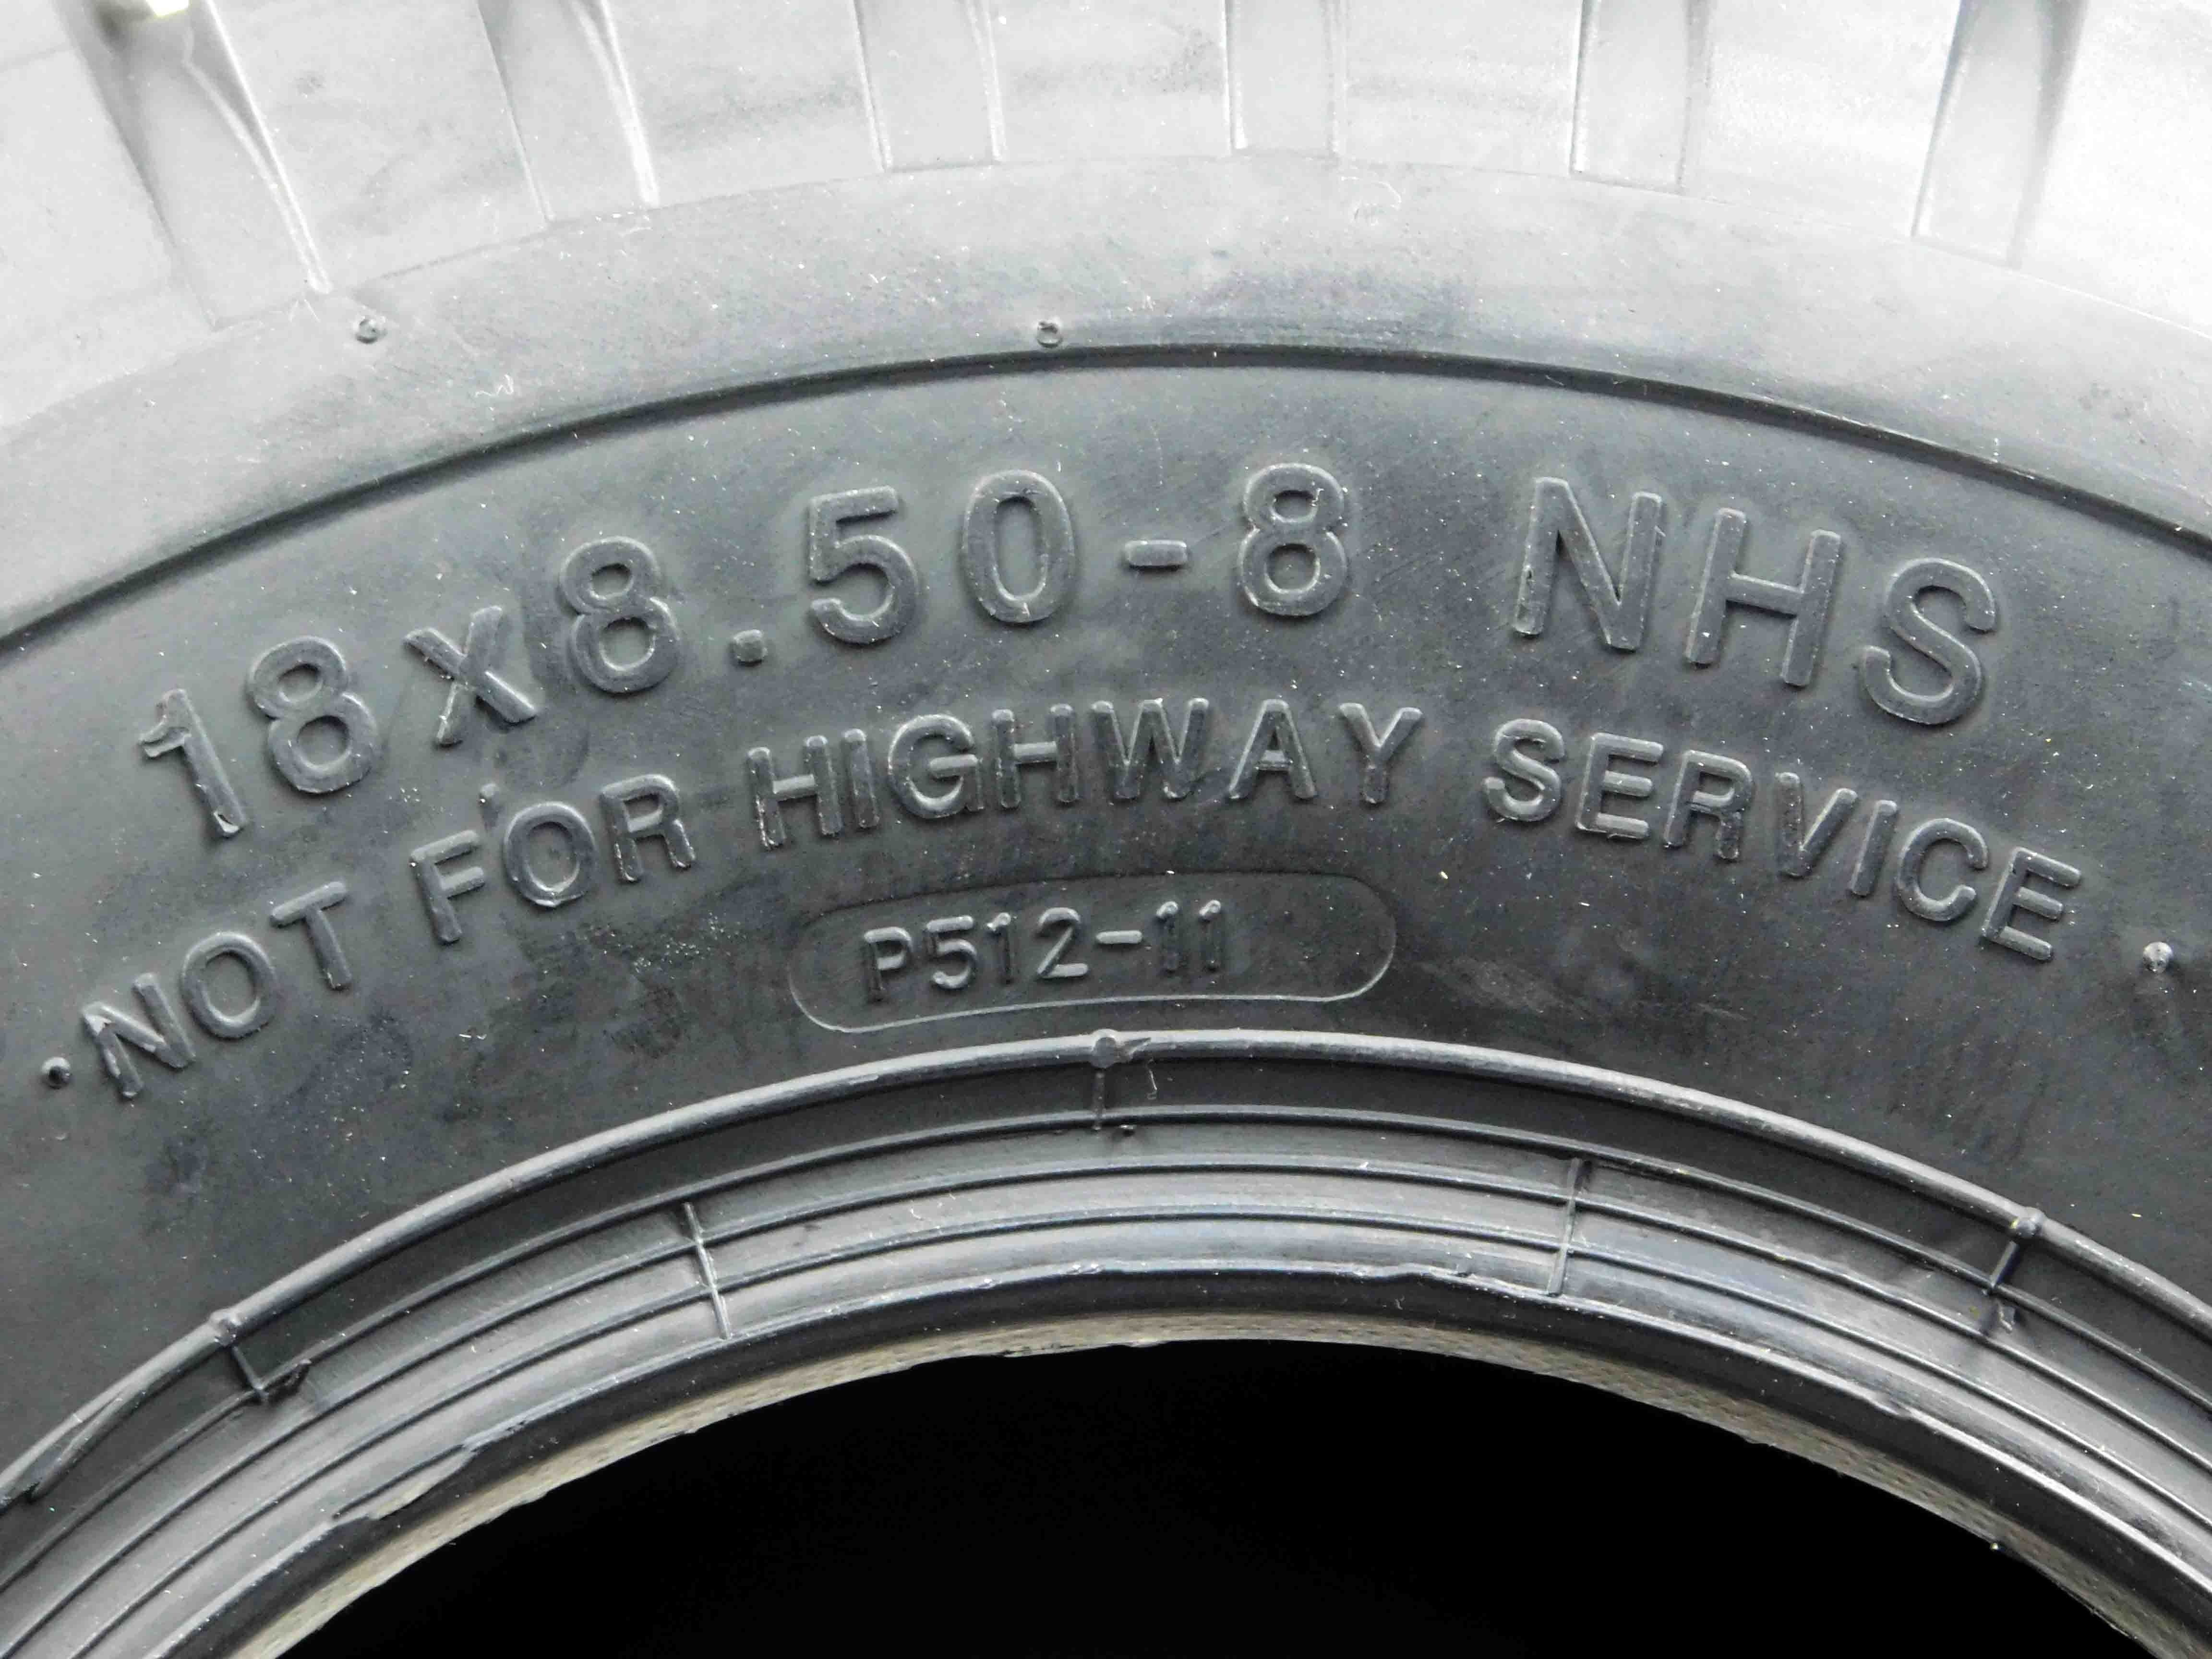 18x8.50-8 NHS
NOT FOR HIGHWAY SERVICE
P512-11